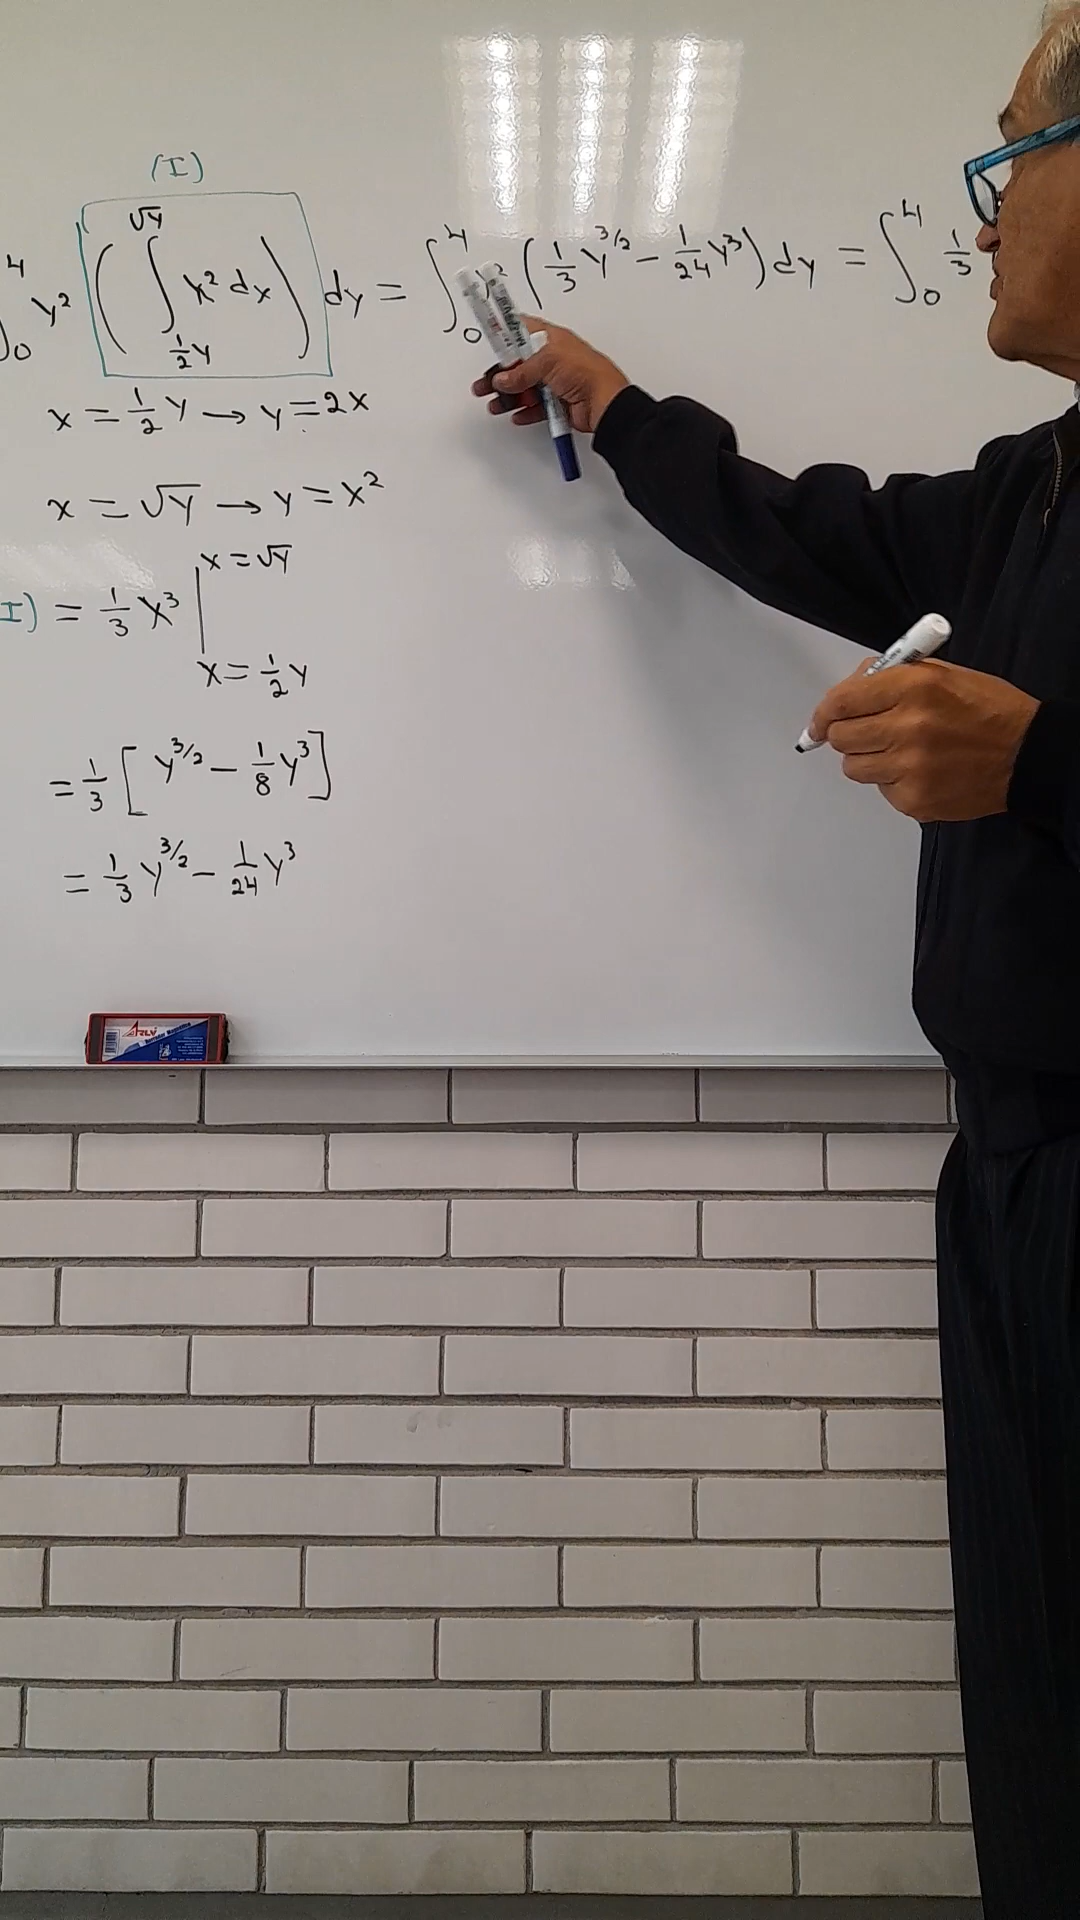 (I)
∫₀⁴ y² ( ∫_{½y}^{√y} x² dx ) dy = ∫₀⁴ y² ( 1/3 y^{3/2} − 1/24 y³ ) dy = ∫₀⁴ 1/3
x = 1/2 y → y = 2x
x = √y → y = x²
I) = 1/3 x³ |_{x = 1/2 y}^{x = √y}
= 1/3 [ y^{3/2} − 1/8 y³ ]
= 1/3 y^{3/2} − 1/24 y³
ARLY